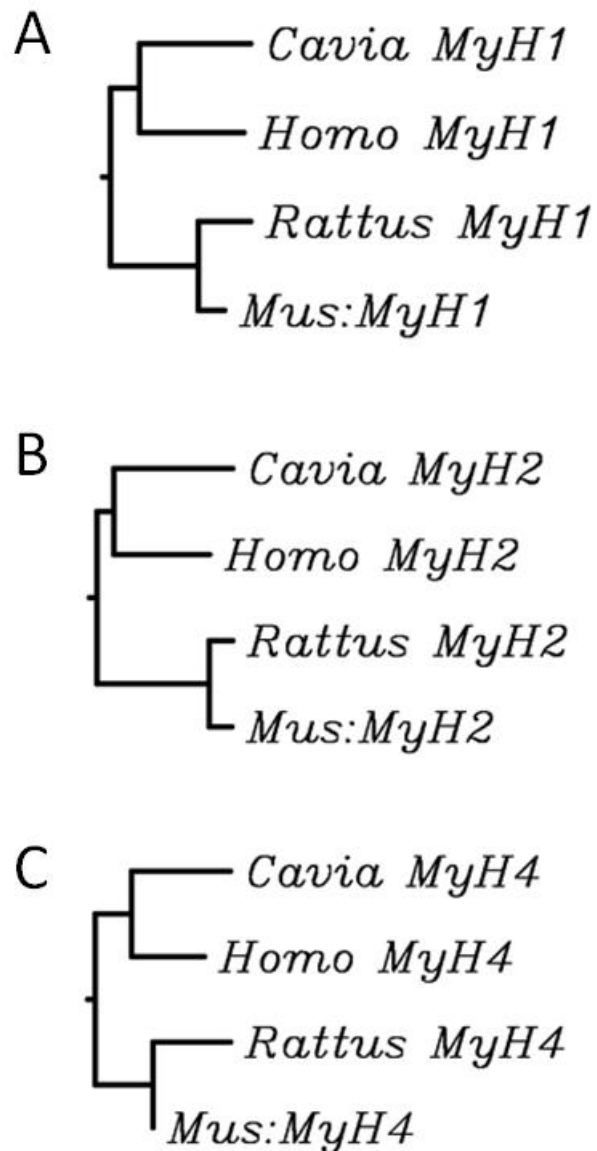 A
Cavia MyH1
Homo MyH1
Rattus MyH1
Mus:MyH1
B
Cavia MyH2
Homo MyH2
Rattus MyH2
Mus:MyH2
C
Cavia MyH4
Homo MyH4
Rattus MyH4
Mus:MyH4